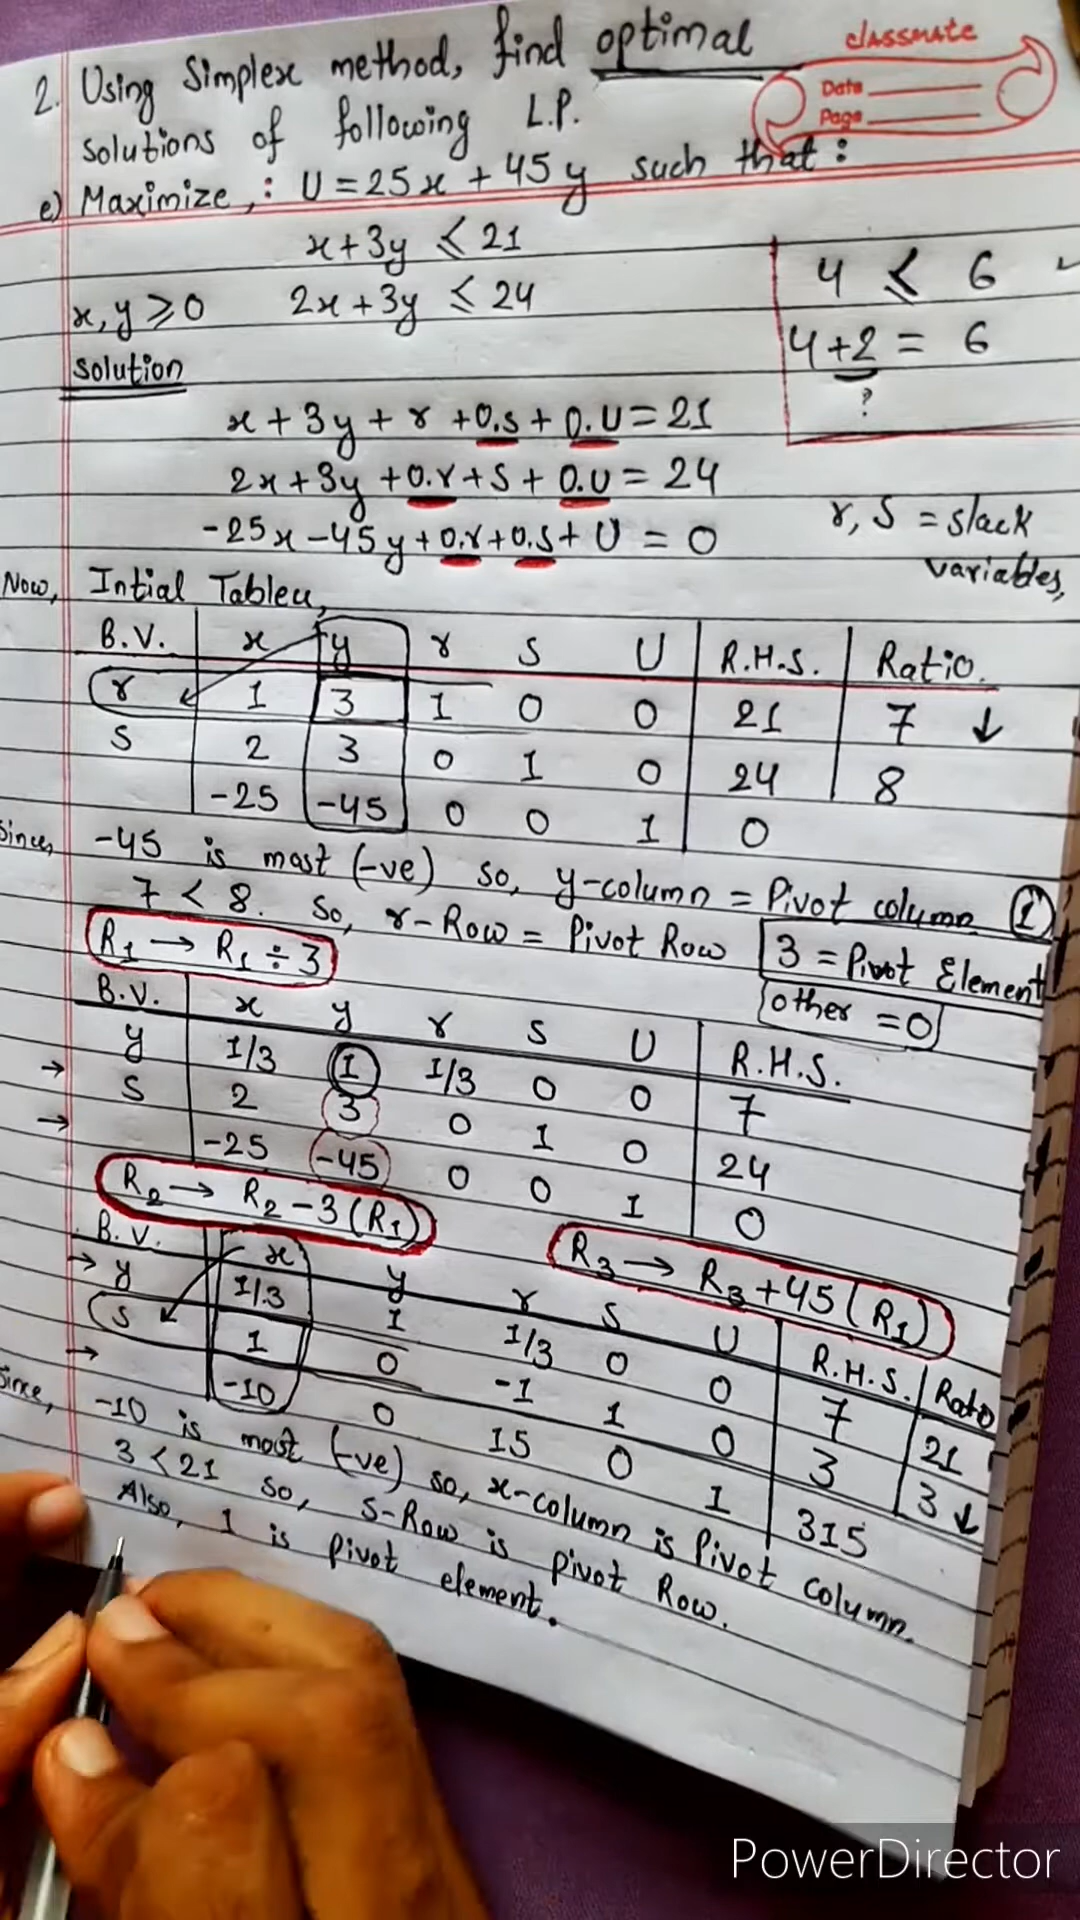 classmate
Date
Page
2. Using Simplex method, find optimal
solutions of following L.P.
e) Maximize,: U = 25x + 45y such that:
x + 3y ≤ 21
x, y ≥ 0 2x + 3y ≤ 24
4 ≤ 6
4 + 2 = 6
?
solution
x + 3y + r + 0.s + 0.U = 21
2x + 3y + 0.r + s + 0.U = 24
-25x - 45y + 0.r + 0.s + U = 0
r, s = slack
variables,
Now, Intial Tableu,
B.V. x y r s U R.H.S. Ratio.
r 1 3 1 0 0 21 7 ↓
s 2 3 0 1 0 24 8
-25 -45 0 0 1 0
Since, -45 is most (-ve) so, y-column = Pivot column (1)
7 < 8. So, r-Row = Pivot Row 3 = Pivot Element
other = 0
R₁ → R₁ ÷ 3
B.V. x y r s U R.H.S.
y 1/3 1 1/3 0 0 7
→ s 2 3 0 1 0 24
→ -25 -45 0 0 1 0
R₂ → R₂ - 3(R₁) R₃ → R₃ + 45(R₁)
B.V. x y r s U R.H.S. Ratio
→ y 1/3 1 1/3 0 0 7 21
s 1 0 -1 1 0 3 3 ↓
→ -10 0 15 0 1 315
Since, -10 is most (-ve) so, x-column is Pivot Column.
3 < 21 so, s-Row is pivot Row.
Also, 1 is pivot element.
PowerDirector